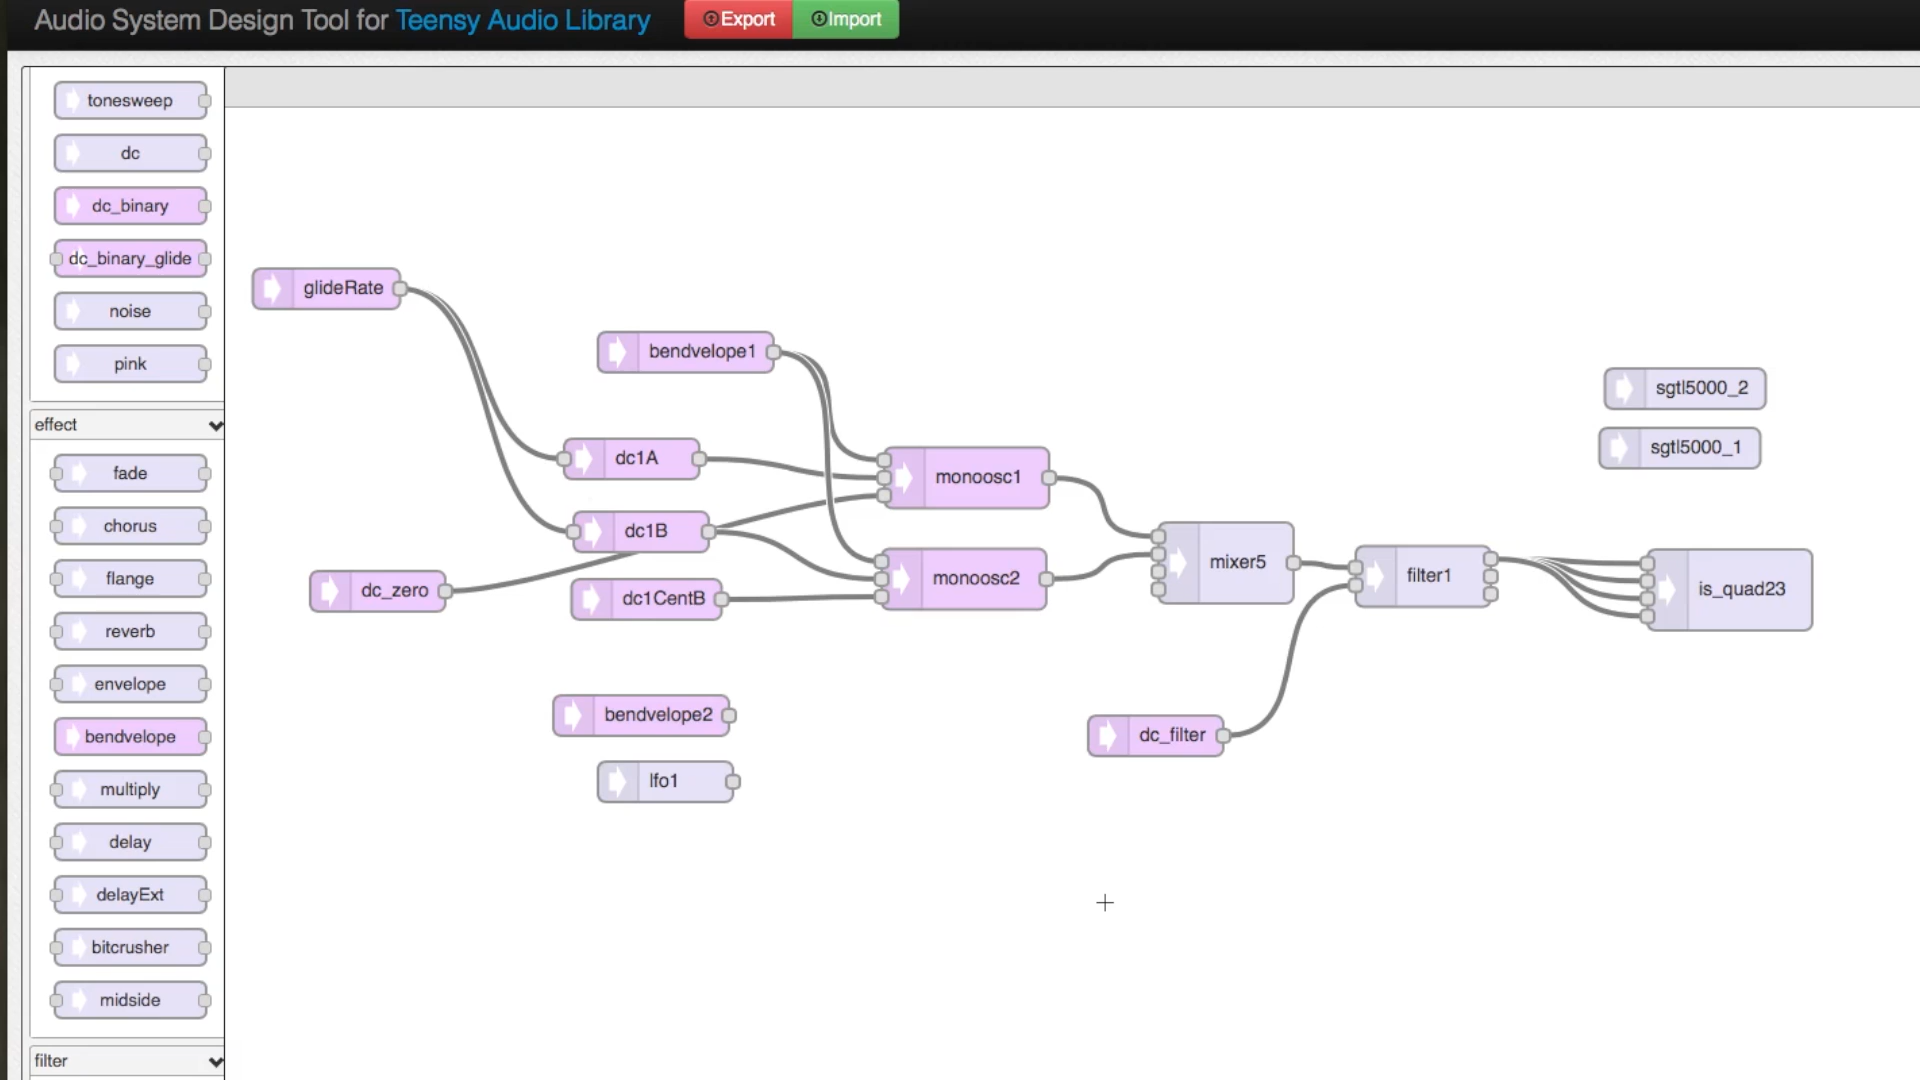 Audio System Design Tool for Teensy Audio Library
Export
Import
tonesweep
dc
dc_binary
dc_binary_glide
noise
pink
effect
fade
chorus
flange
reverb
envelope
bendvelope
multiply
delay
delayExt
bitcrusher
midside
filter
glideRate
bendvelope1
dc1A
dc1B
dc_zero
dc1CentB
bendvelope2
lfo1
monoosc1
monoosc2
mixer5
dc_filter
filter1
sgtl5000_2
sgtl5000_1
is_quad23